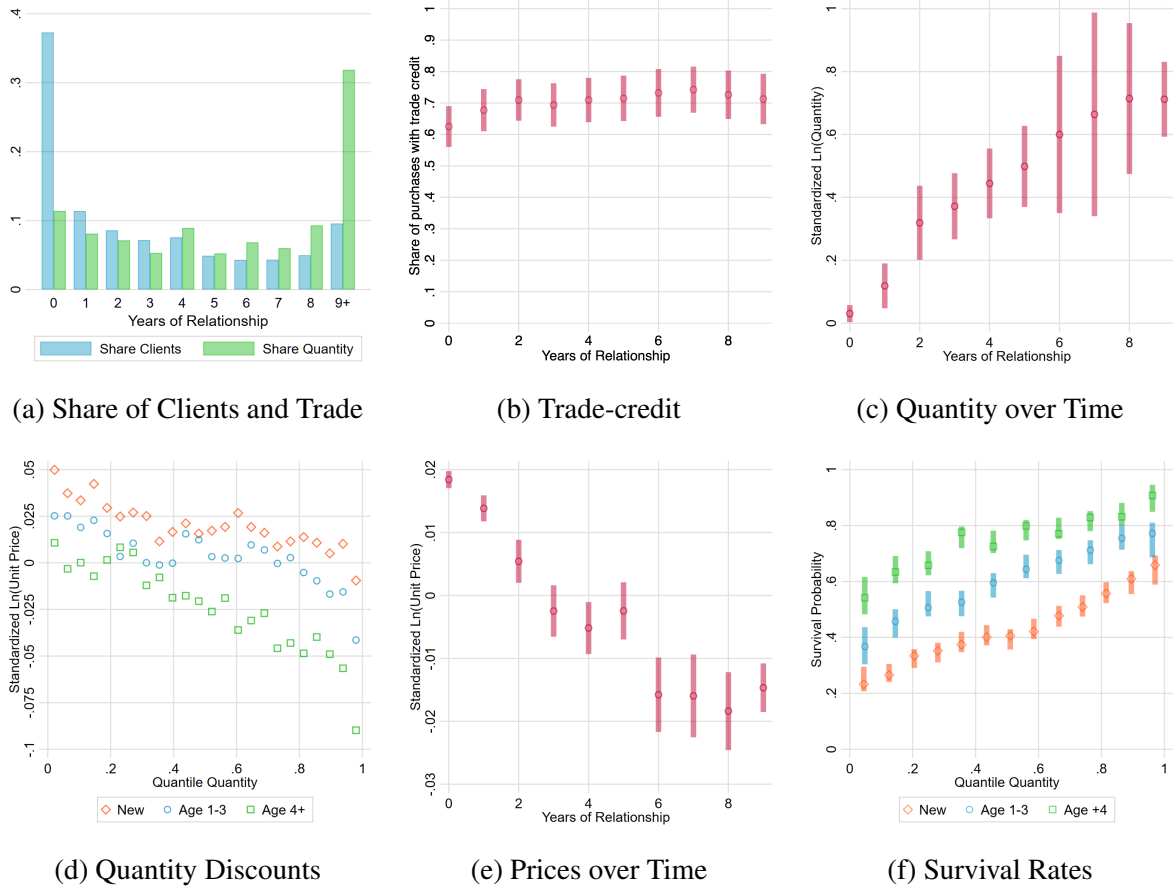 .4
.3
.2
.1
0
0 1 2 3 4 5 6 7 8 9+
Years of Relationship
Share Clients Share Quantity
(a) Share of Clients and Trade
Share of purchases with trade credit
1
.9
.8
.7
.6
.5
.4
.3
.2
.1
0
0 2 4 6 8
Years of Relationship
(b) Trade-credit
Standardized Ln(Quantity)
1
.8
.6
.4
.2
0
0 2 4 6 8
Years of Relationship
(c) Quantity over Time
Standardized Ln(Unit Price)
.05
.025
0
-.025
-.05
-.075
-.1
0 .2 .4 .6 .8 1
Quantile Quantity
New Age 1-3 Age 4+
(d) Quantity Discounts
Standardized Ln(Unit Price)
.02
.01
0
-.01
-.02
-.03
0 2 4 6 8
Years of Relationship
(e) Prices over Time
Survival Probability
1
.8
.6
.4
.2
0
0 .2 .4 .6 .8 1
Quantile Quantity
New Age 1-3 Age +4
(f) Survival Rates